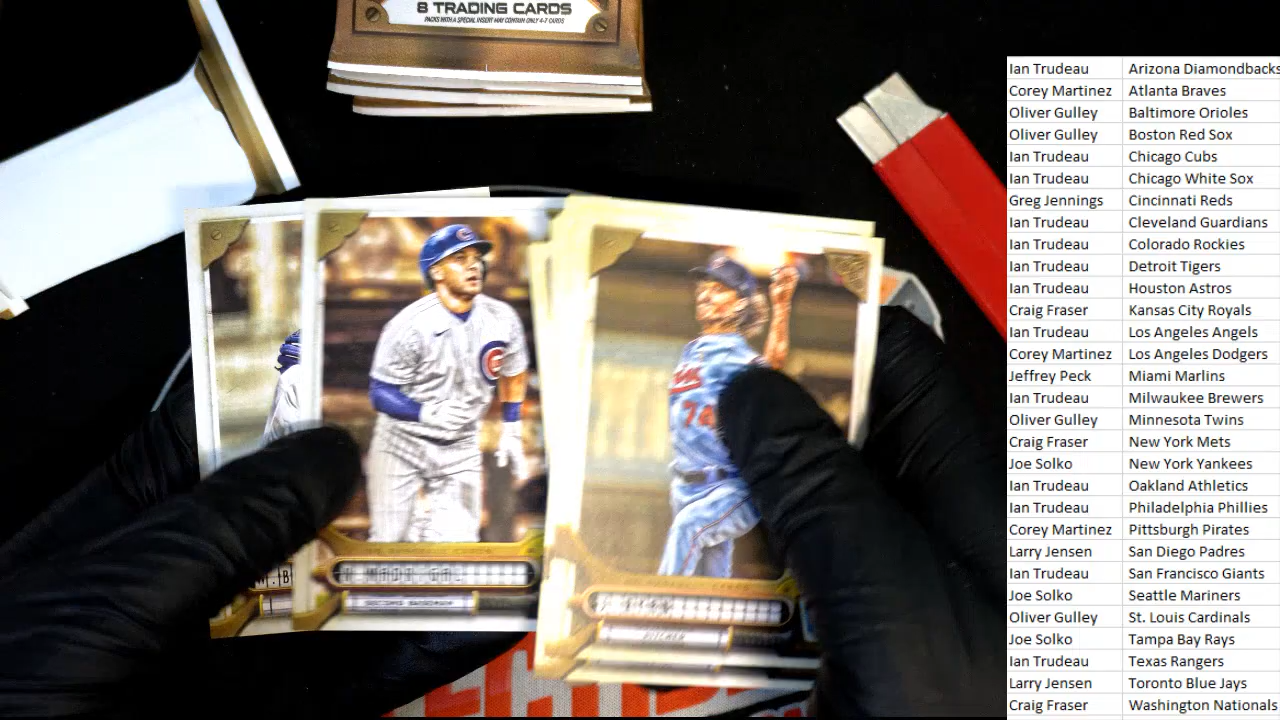 8 TRADING CARDS
PACKS WITH A SPECIAL INSERT MAY CONTAIN ONLY 4-7 CARDS
C
C
74
N. MADRIGAL
SECOND BASEMAN
PITCHER
Ian Trudeau Arizona Diamondbacks
Corey Martinez Atlanta Braves
Oliver Gulley Baltimore Orioles
Oliver Gulley Boston Red Sox
Ian Trudeau Chicago Cubs
Ian Trudeau Chicago White Sox
Greg Jennings Cincinnati Reds
Ian Trudeau Cleveland Guardians
Ian Trudeau Colorado Rockies
Ian Trudeau Detroit Tigers
Ian Trudeau Houston Astros
Craig Fraser Kansas City Royals
Ian Trudeau Los Angeles Angels
Corey Martinez Los Angeles Dodgers
Jeffrey Peck Miami Marlins
Ian Trudeau Milwaukee Brewers
Oliver Gulley Minnesota Twins
Craig Fraser New York Mets
Joe Solko New York Yankees
Ian Trudeau Oakland Athletics
Ian Trudeau Philadelphia Phillies
Corey Martinez Pittsburgh Pirates
Larry Jensen San Diego Padres
Ian Trudeau San Francisco Giants
Joe Solko Seattle Mariners
Oliver Gulley St. Louis Cardinals
Joe Solko Tampa Bay Rays
Ian Trudeau Texas Rangers
Larry Jensen Toronto Blue Jays
Craig Fraser Washington Nationals